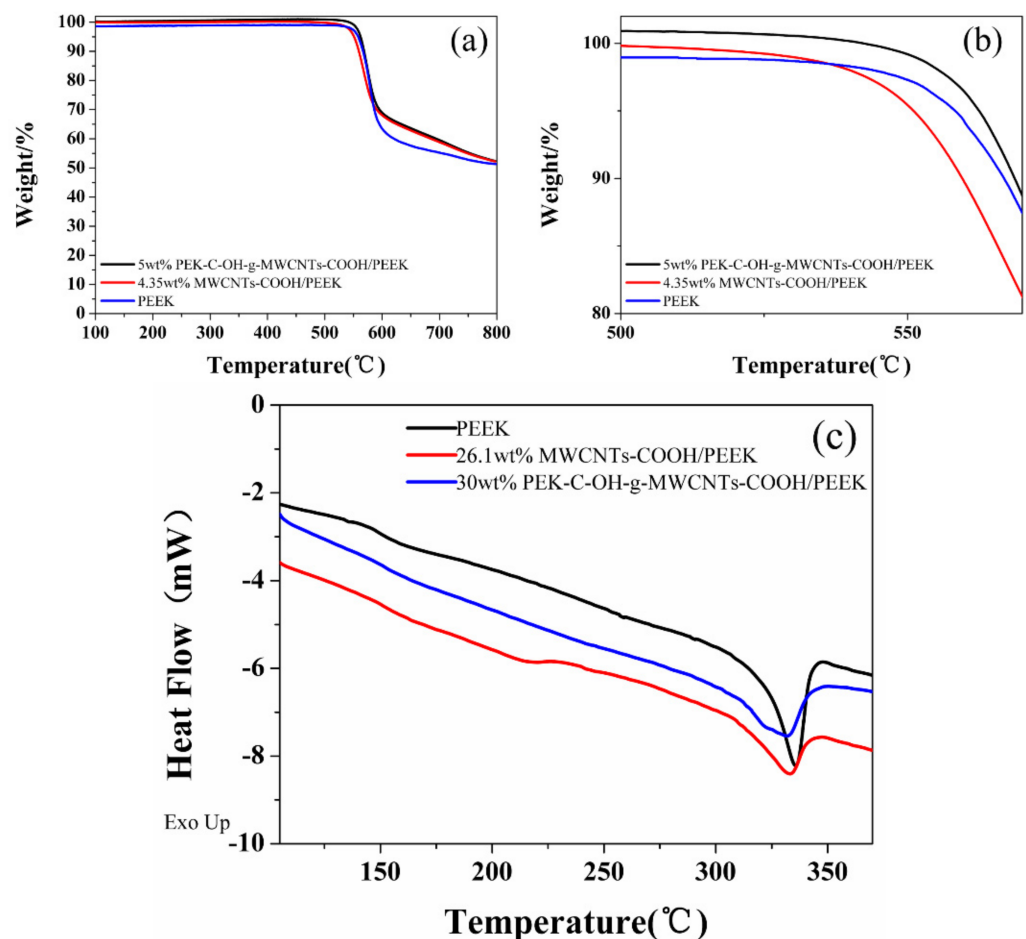 (a)
Weight/%
100
90
80
70
60
50
40
30
20
10
0
5wt% PEK-C-OH-g-MWCNTs-COOH/PEEK
4.35wt% MWCNTs-COOH/PEEK
PEEK
100 200 300 400 500 600 700 800
Temperature(℃)
(b)
Weight/%
100
90
80
5wt% PEK-C-OH-g-MWCNTs-COOH/PEEK
4.35wt% MWCNTs-COOH/PEEK
PEEK
500 550
Temperature(℃)
(c)
Heat Flow (mW)
0
-2
-4
-6
-8
-10
PEEK
26.1wt% MWCNTs-COOH/PEEK
30wt% PEK-C-OH-g-MWCNTs-COOH/PEEK
Exo Up
150 200 250 300 350
Temperature(℃)